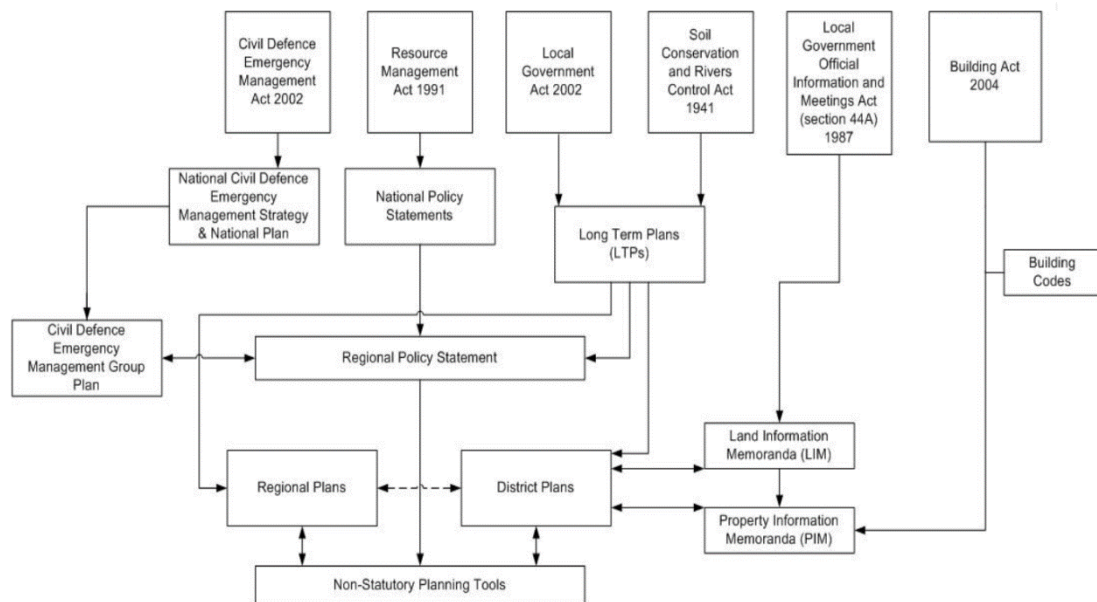 Civil Defence
Emergency
Management
Act 2002
Resource
Management
Act 1991
Local
Government
Act 2002
Soil
Conservation
and Rivers
Control Act
1941
Local
Government
Official
Information
and Meetings
Act
(section 44A)
1987
Building Act
2004
National Civil Defence
Emergency
Management Strategy
& National Plan
National Policy
Statements
Long Term Plans
(LTPs)
Building
Codes
Civil Defence
Emergency
Management Group
Plan
Regional Policy Statement
Land Information
Memoranda (LIM)
Regional Plans
District Plans
Property Information
Memoranda (PIM)
Non-Statutory Planning Tools